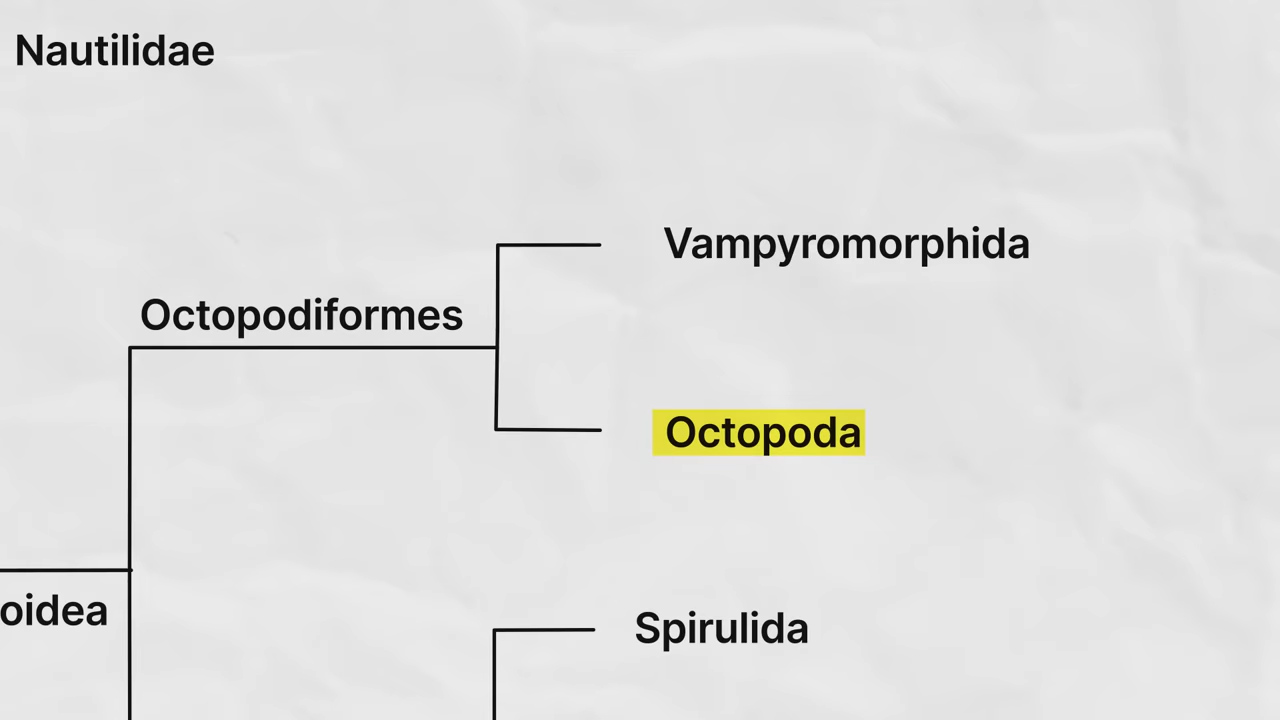 Nautilidae
Vampyromorphida
Octopodiformes
Octopoda
oidea
Spirulida